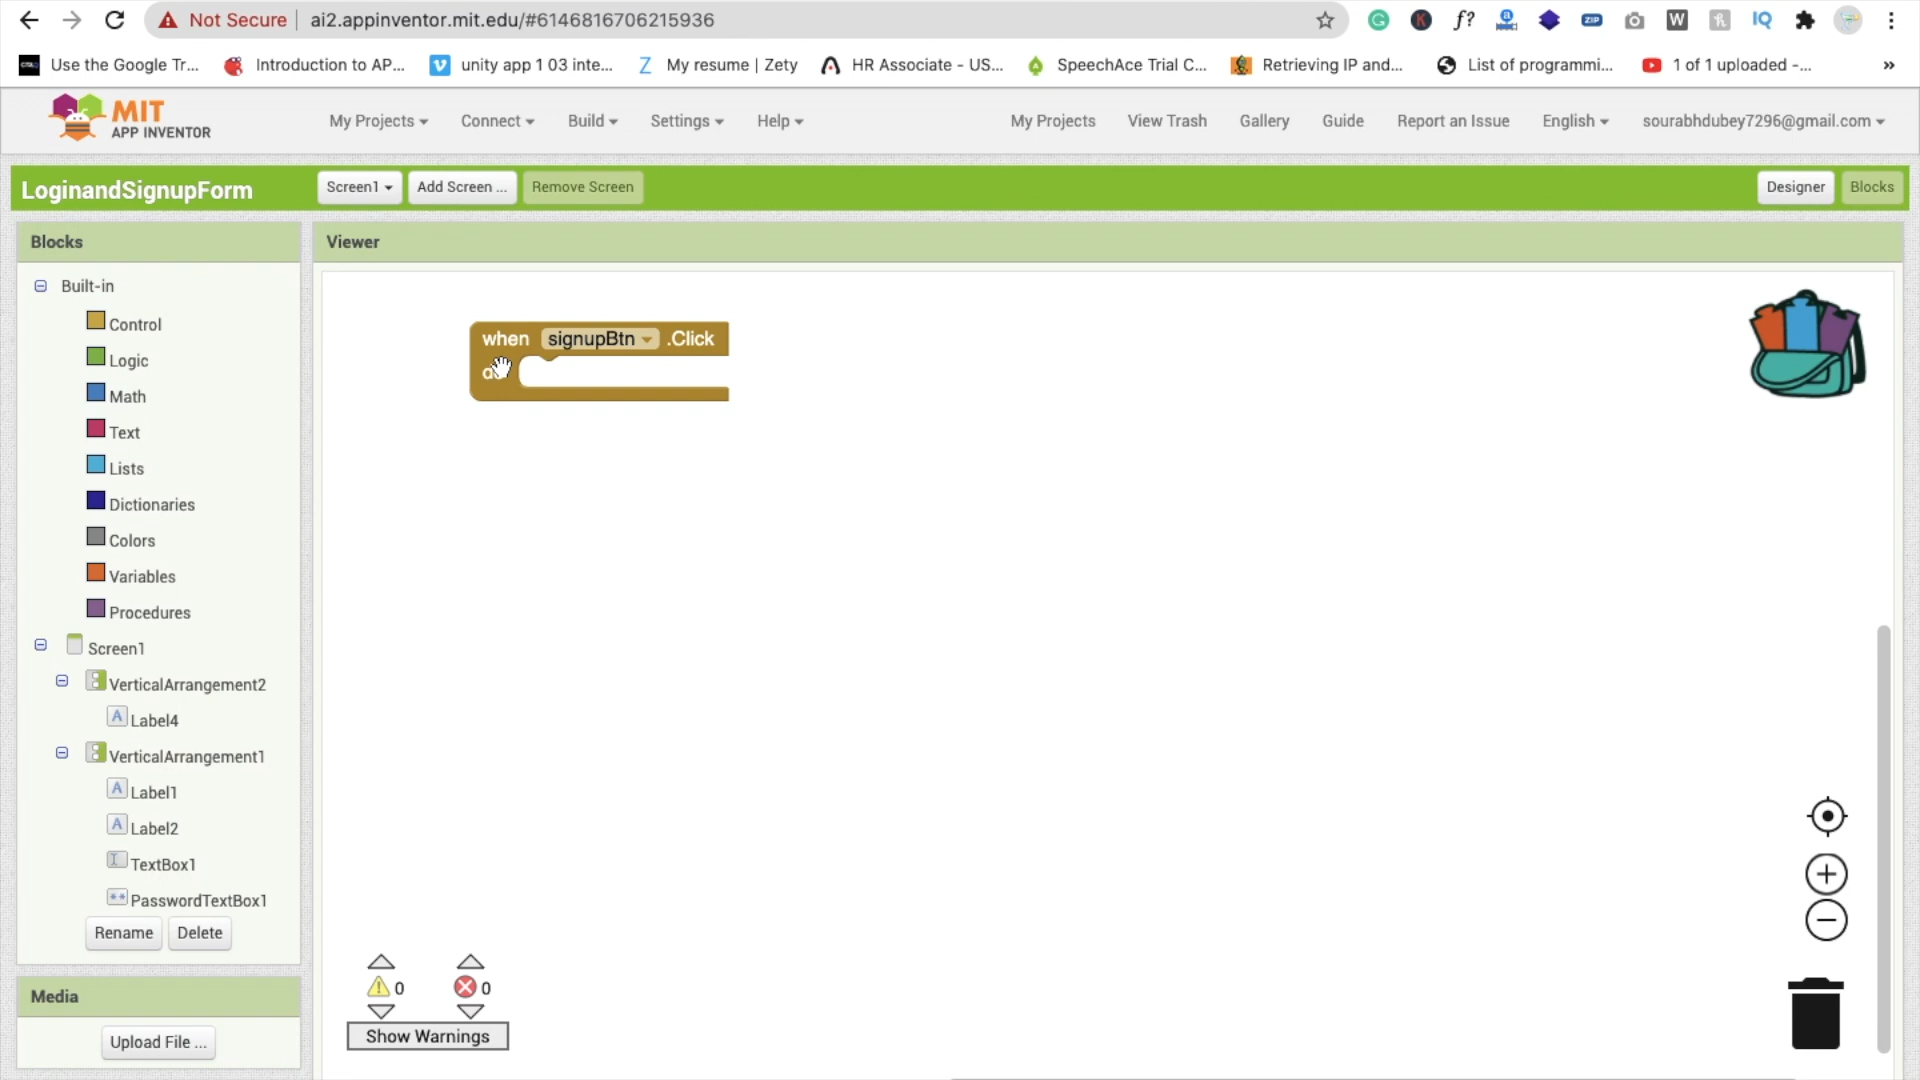 Not Secure ai2.appinventor.mit.edu/#6146816706215936
Use the Google Tr... Introduction to AP... unity app 1 03 inte... My resume | Zety HR Associate - US... SpeechAce Trial C... Retrieving IP and... List of programmi... 1 of 1 uploaded -... »
MIT
APP INVENTOR
My Projects Connect Build Settings Help My Projects View Trash Gallery Guide Report an Issue English sourabhdubey7296@gmail.com
LoginandSignupForm Screen1 Add Screen ... Remove Screen Designer Blocks
Blocks Viewer
Built-in
Control
Logic
Math
Text
Lists
Dictionaries
Colors
Variables
Procedures
Screen1
VerticalArrangement2
Label4
VerticalArrangement1
Label1
Label2
TextBox1
PasswordTextBox1
Rename Delete
Media
Upload File ...
when signupBtn .Click
0 0
Show Warnings